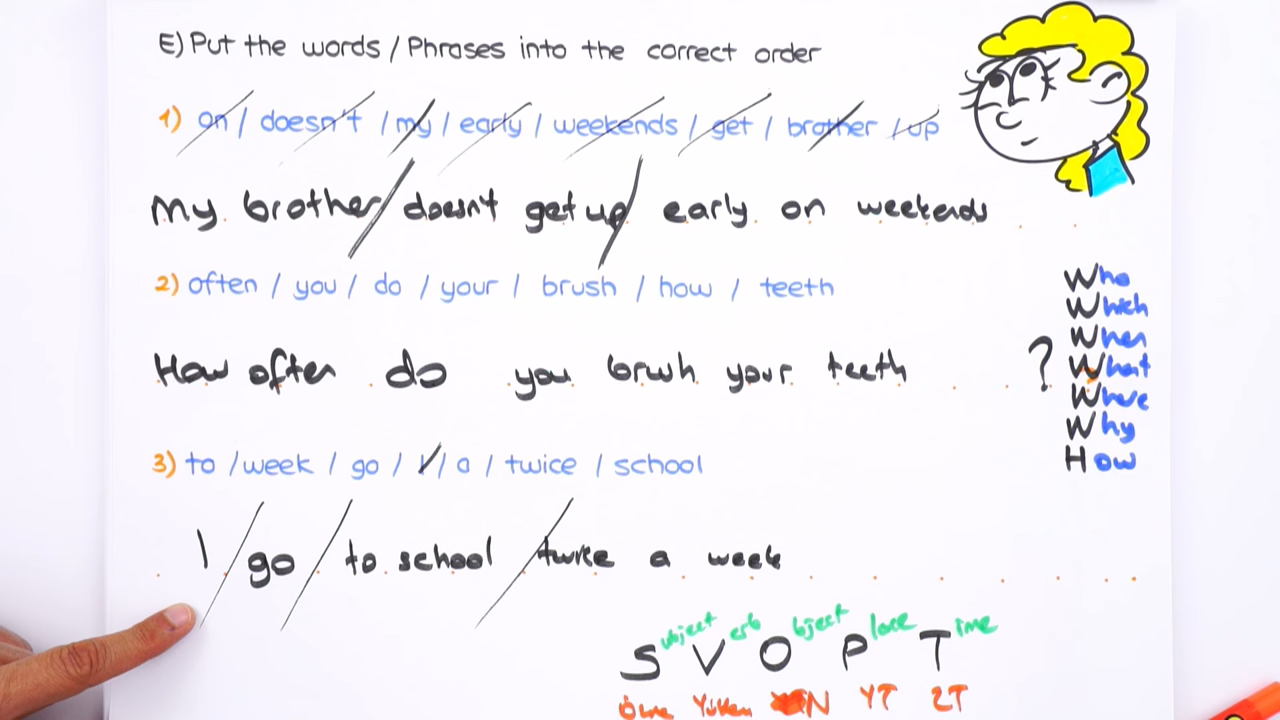 E) Put the words / Phrases into the correct order
1) on / doesn't / my / early / weekends / get / brother / up
My brother / doesn't get up / early on weekends
2) often / you / do / your / brush / how / teeth
How often do you brush your teeth ?
Who
Which
When
What
Where
Why
How
3) to / week / go / I / a / twice / school
I / go / to school / twice a week
Subject Verb Object Place Time
Özne Yüklem N YT ZT